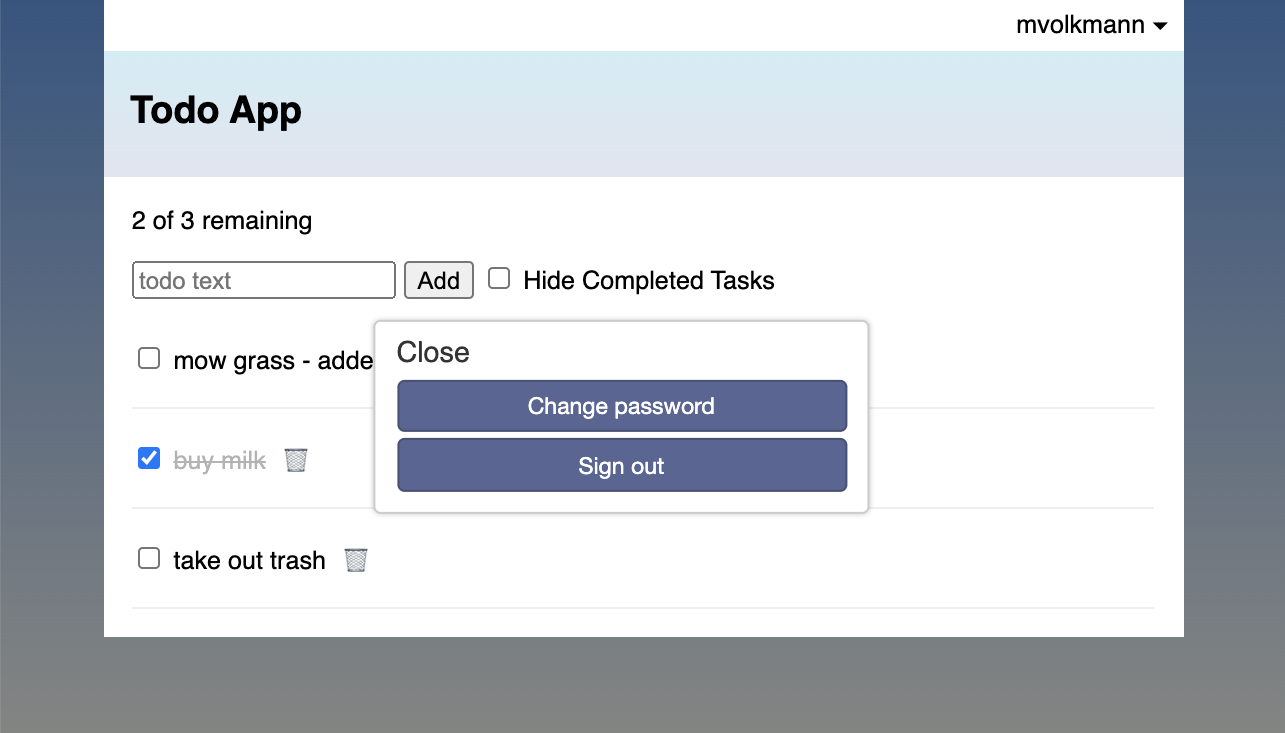 mvolkmann
Todo App
2 of 3 remaining
todo text Add Hide Completed Tasks
mow grass - adde
Close
Change password
buy milk
Sign out
take out trash